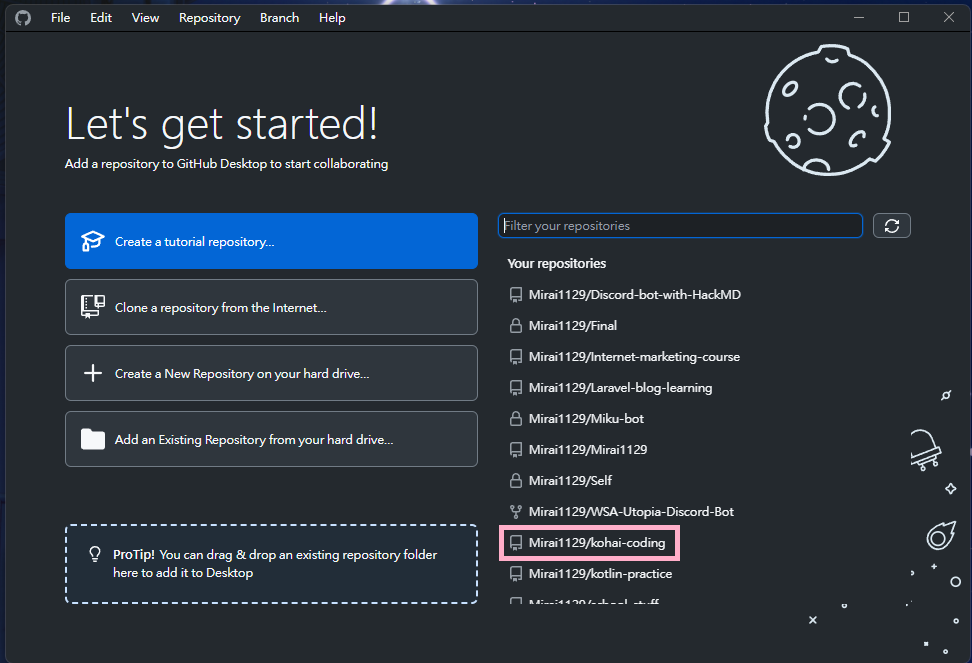 File Edit View Repository Branch Help
Let's get started!
Add a repository to GitHub Desktop to start collaborating
Create a tutorial repository...
Clone a repository from the Internet...
Create a New Repository on your hard drive...
Add an Existing Repository from your hard drive...
ProTip! You can drag & drop an existing repository folder
here to add it to Desktop
Filter your repositories
Your repositories
Mirai1129/Discord-bot-with-HackMD
Mirai1129/Final
Mirai1129/Internet-marketing-course
Mirai1129/Laravel-blog-learning
Mirai1129/Miku-bot
Mirai1129/Mirai1129
Mirai1129/Self
Mirai1129/WSA-Utopia-Discord-Bot
Mirai1129/kohai-coding
Mirai1129/kotlin-practice
Mirai1129/school-stuff